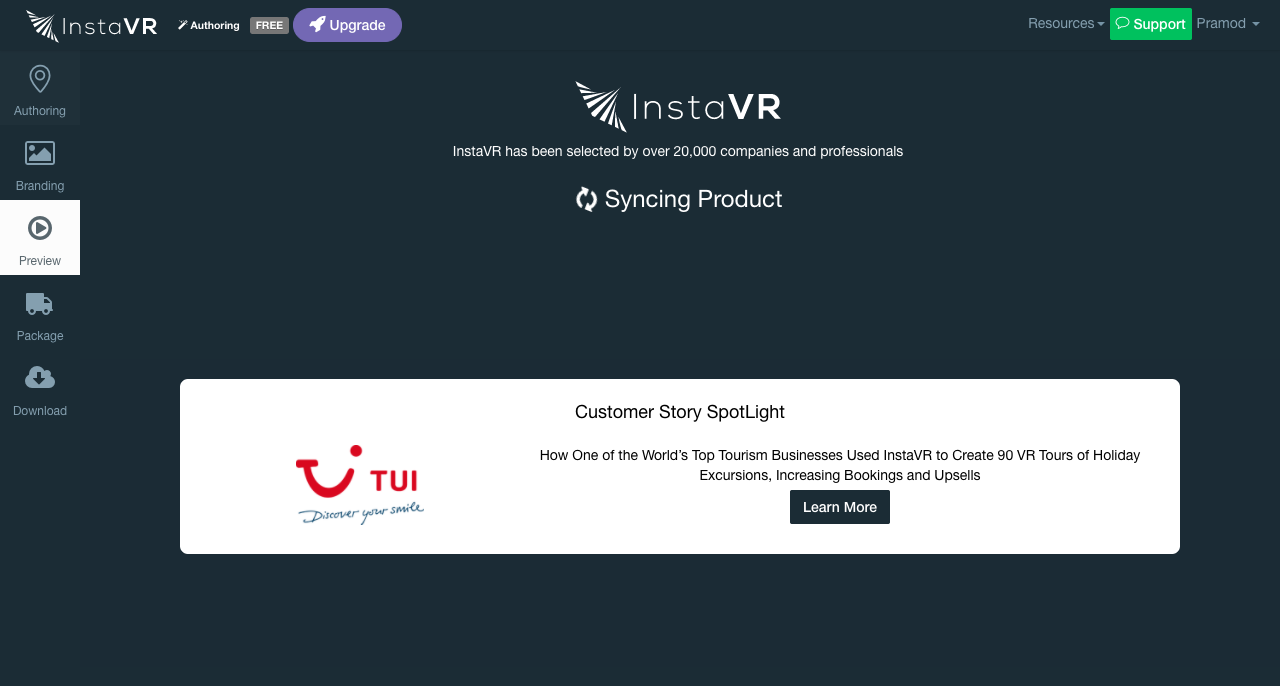 InstaVR Authoring FREE Upgrade Resources Support Pramod
Authoring
Branding
Preview
Package
Download
InstaVR
InstaVR has been selected by over 20,000 companies and professionals
Syncing Product
Customer Story SpotLight
TUI
Discover your smile
How One of the World’s Top Tourism Businesses Used InstaVR to Create 90 VR Tours of Holiday
Excursions, Increasing Bookings and Upsells
Learn More